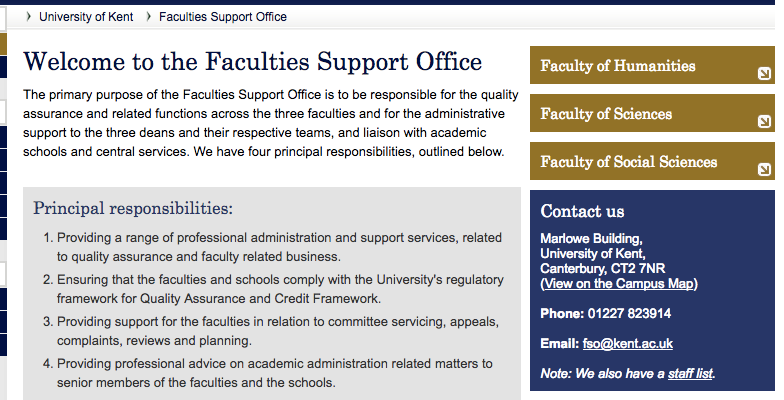 University of Kent Faculties Support Office
Welcome to the Faculties Support Office
The primary purpose of the Faculties Support Office is to be responsible for the quality
assurance and related functions across the three faculties and for the administrative
support to the three deans and their respective teams, and liaison with academic
schools and central services. We have four principal responsibilities, outlined below.
Principal responsibilities:
1. Providing a range of professional administration and support services, related
to quality assurance and faculty related business.
2. Ensuring that the faculties and schools comply with the University's regulatory
framework for Quality Assurance and Credit Framework.
3. Providing support for the faculties in relation to committee servicing, appeals,
complaints, reviews and planning.
4. Providing professional advice on academic administration related matters to
senior members of the faculties and the schools.
Faculty of Humanities
Faculty of Sciences
Faculty of Social Sciences
Contact us
Marlowe Building,
University of Kent,
Canterbury, CT2 7NR
(View on the Campus Map)
Phone: 01227 823914
Email: fso@kent.ac.uk
Note: We also have a staff list.